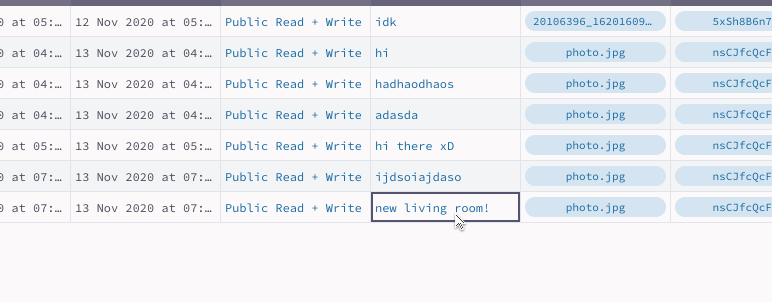 0 at 05:… 12 Nov 2020 at 05:… Public Read + Write idk 20106396_16201609… 5xSh8B6n7
0 at 04:… 13 Nov 2020 at 04:… Public Read + Write hi photo.jpg nsCJfcQcF
0 at 04:… 13 Nov 2020 at 04:… Public Read + Write hadhaodhaos photo.jpg nsCJfcQcF
0 at 04:… 13 Nov 2020 at 04:… Public Read + Write adasda photo.jpg nsCJfcQcF
0 at 05:… 13 Nov 2020 at 05:… Public Read + Write hi there xD photo.jpg nsCJfcQcF
0 at 07:… 13 Nov 2020 at 07:… Public Read + Write ijdsoiajdaso photo.jpg nsCJfcQcF
0 at 07:… 13 Nov 2020 at 07:… Public Read + Write new living room! photo.jpg nsCJfcQcF